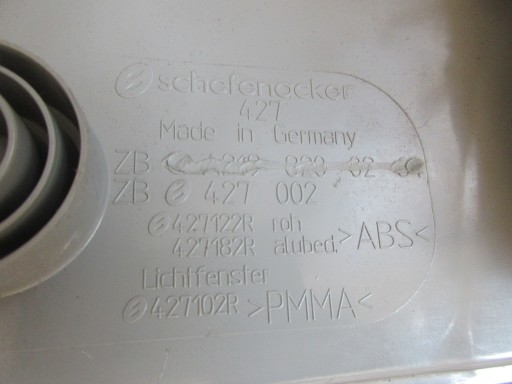 schefenacker
427
Made in Germany
ZB
ZB 427 002
427122R roh
427182R alubed. >ABS<
Lichtfenster
427102R >PMMA<